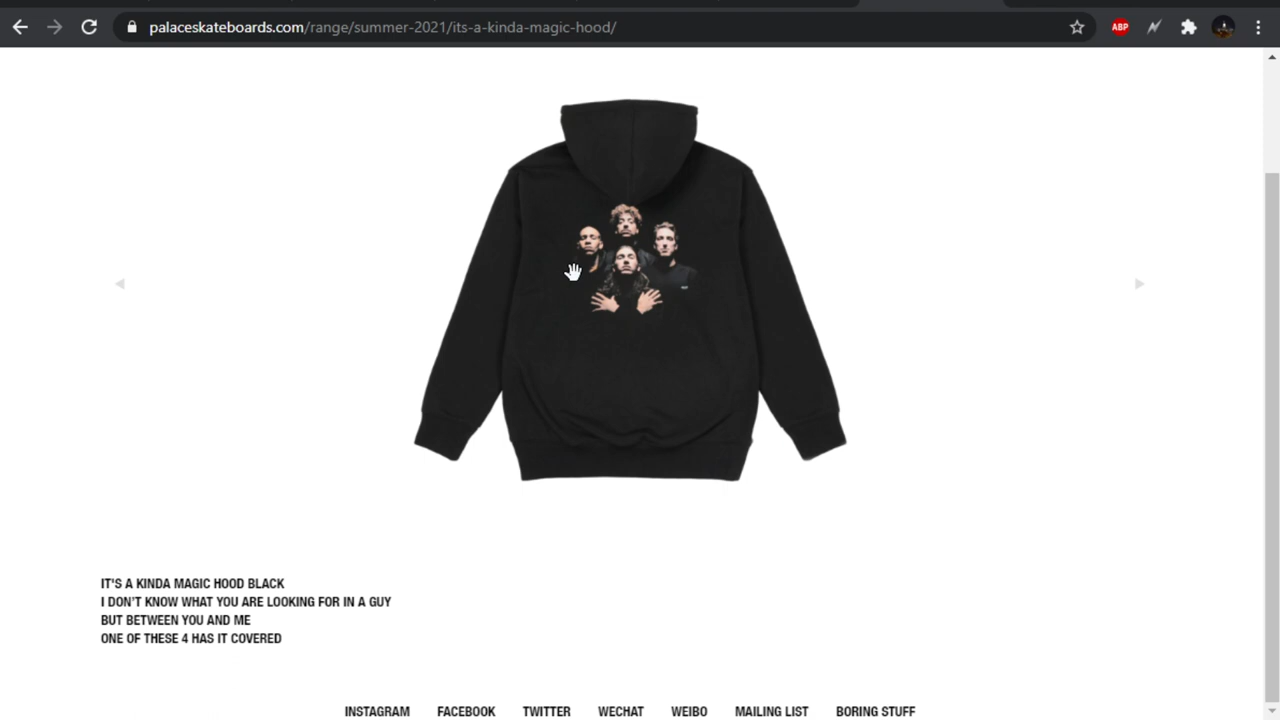 palaceskateboards.com/range/summer-2021/its-a-kinda-magic-hood/
ABP
IT'S A KINDA MAGIC HOOD BLACK
I DON'T KNOW WHAT YOU ARE LOOKING FOR IN A GUY
BUT BETWEEN YOU AND ME
ONE OF THESE 4 HAS IT COVERED
INSTAGRAM FACEBOOK TWITTER WECHAT WEIBO MAILING LIST BORING STUFF